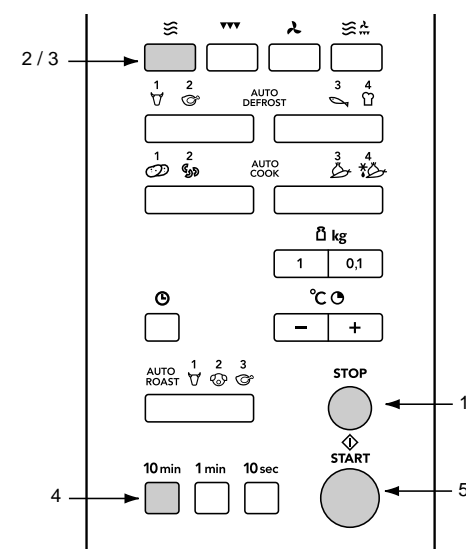 2 / 3
1 2 AUTO DEFROST 3 4
1 2 AUTO COOK 3 4
kg
1 0,1
°C
− +
AUTO ROAST 1 2 3
STOP
1
START
10 min 1 min 10 sec
4
5